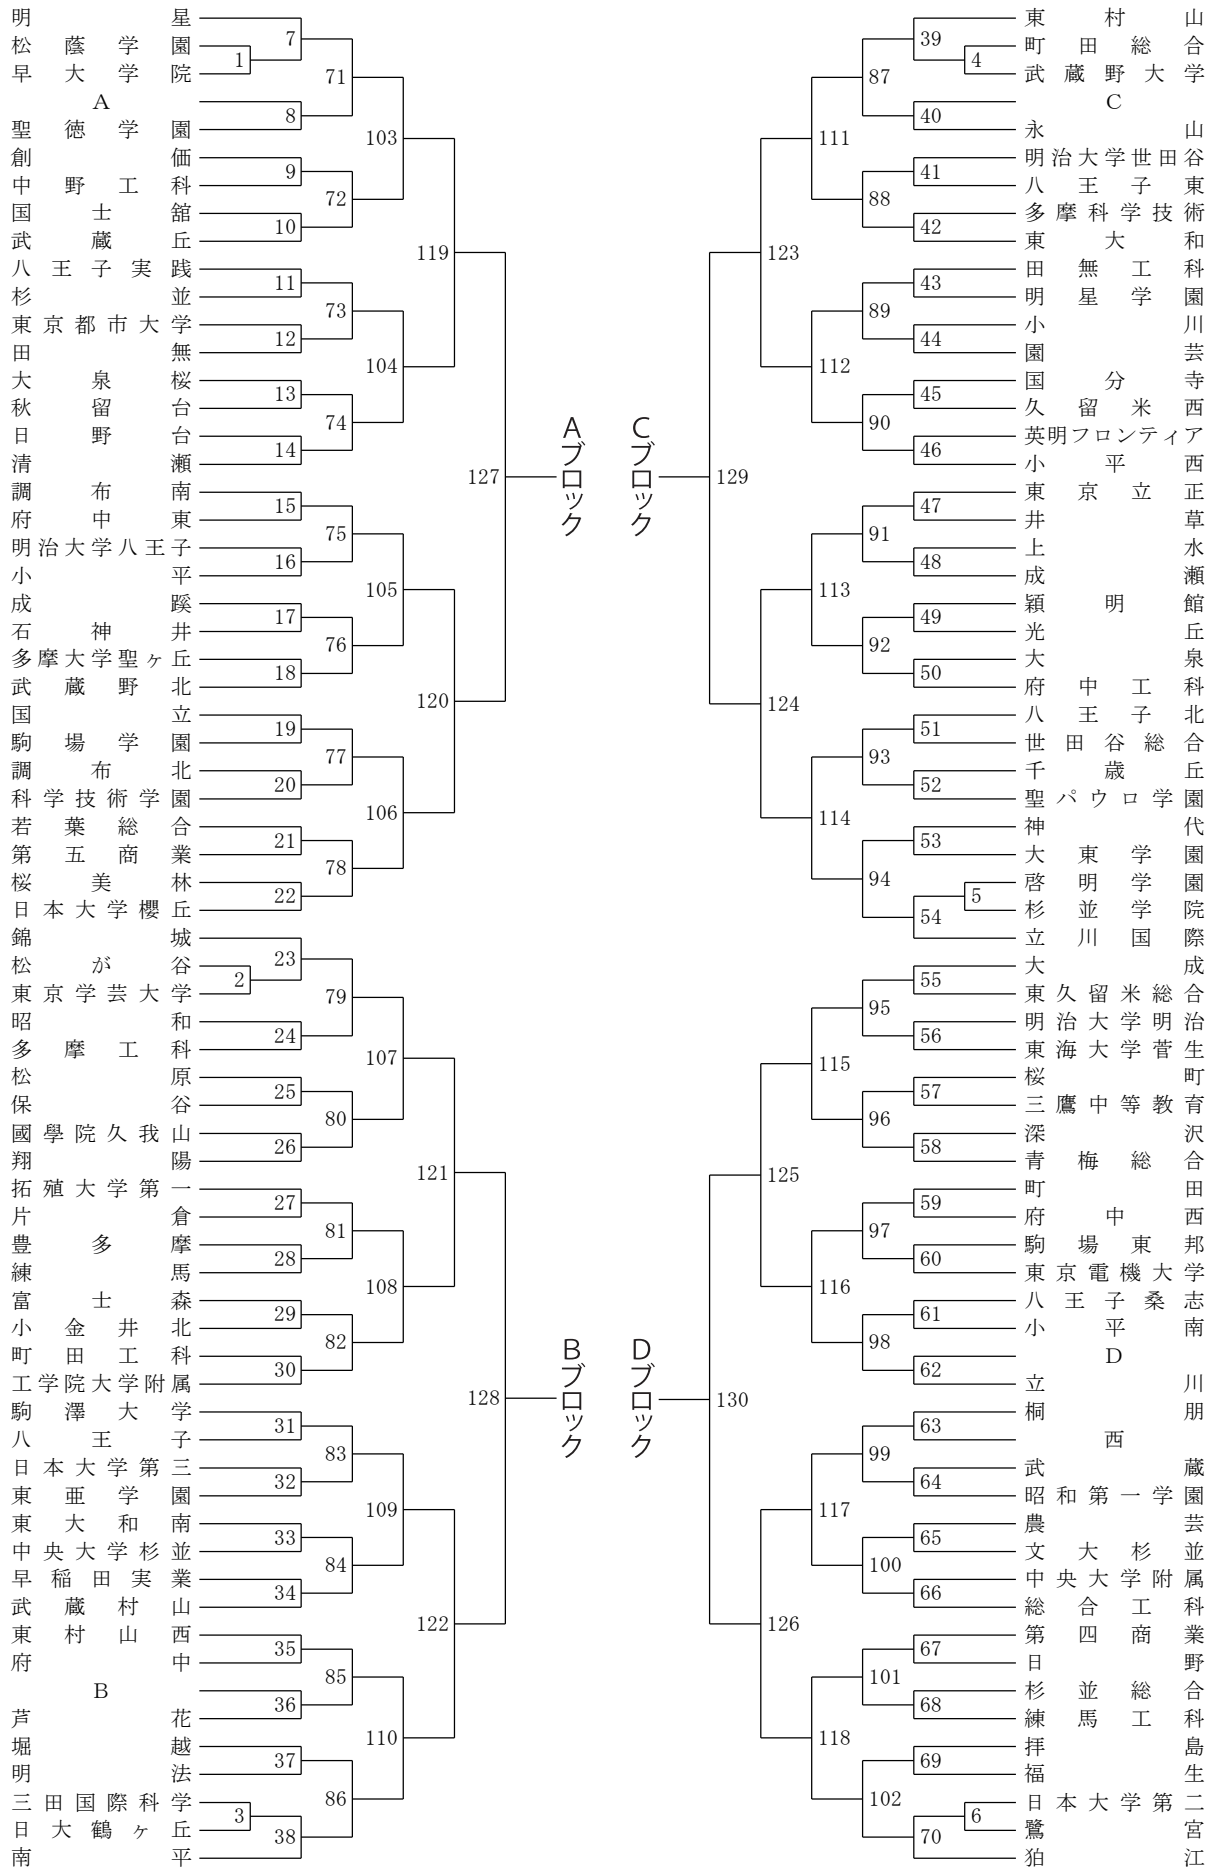 明星
松蔭学園
早大学院
A
聖徳学園
創価
中野工科
国士舘
武蔵丘
八王子実践
杉並
東京都市大学
田無
大泉桜
秋留台
日野台
清瀬
調布南
府中東
明治大学八王子
小平
成蹊
石神井
多摩大学聖ヶ丘
武蔵野北
国立
駒場学園
調布北
科学技術学園
若葉総合
第五商業
桜美林
日本大学櫻丘
錦城
松が谷
東京学芸大学
昭和
多摩工科
松原
保谷
國學院久我山
翔陽
拓殖大学第一
片倉
豊多摩
練馬
富士森
小金井北
町田工科
工学院大学附属
駒澤大学
八王子
日本大学第三
東亜学園
東大和南
中央大学杉並
早稲田実業
武蔵村山
東村山西
府中
B
芦花
堀越
明法
三田国際科学
日大鶴ヶ丘
南平
1
2
3
7
8
9
10
11
12
13
14
15
16
17
18
19
20
21
22
23
24
25
26
27
28
29
30
31
32
33
34
35
36
37
38
71
72
73
74
75
76
77
78
79
80
81
82
83
84
85
86
103
104
105
106
107
108
109
110
119
120
121
122
127
128
Aブロック
Bブロック
Cブロック
Dブロック
129
130
123
124
125
126
111
112
113
114
115
116
117
118
87
88
89
90
91
92
93
94
95
96
97
98
99
100
101
102
39
40
41
42
43
44
45
46
47
48
49
50
51
52
53
54
55
56
57
58
59
60
61
62
63
64
65
66
67
68
69
70
4
5
6
東村山
町田総合
武蔵野大学
C
永山
明治大学世田谷
八王子東
多摩科学技術
東大和
田無工科
明星学園
小川
園芸
国分寺
久留米西
英明フロンティア
小平西
東京立正
井草
上水
成瀬
穎明館
光丘
大泉
府中工科
八王子北
世田谷総合
千歳丘
聖パウロ学園
神代
大東学園
啓明学園
杉並学院
立川国際
大成
東久留米総合
明治大学明治
東海大学菅生
桜町
三鷹中等教育
深沢
青梅総合
町田
府中西
駒場東邦
東京電機大学
八王子桑志
小平南
D
立川
桐朋
西
武蔵
昭和第一学園
農芸
文大杉並
中央大学附属
総合工科
第四商業
日野
杉並総合
練馬工科
拝島
福生
日本大学第二
鷺宮
狛江